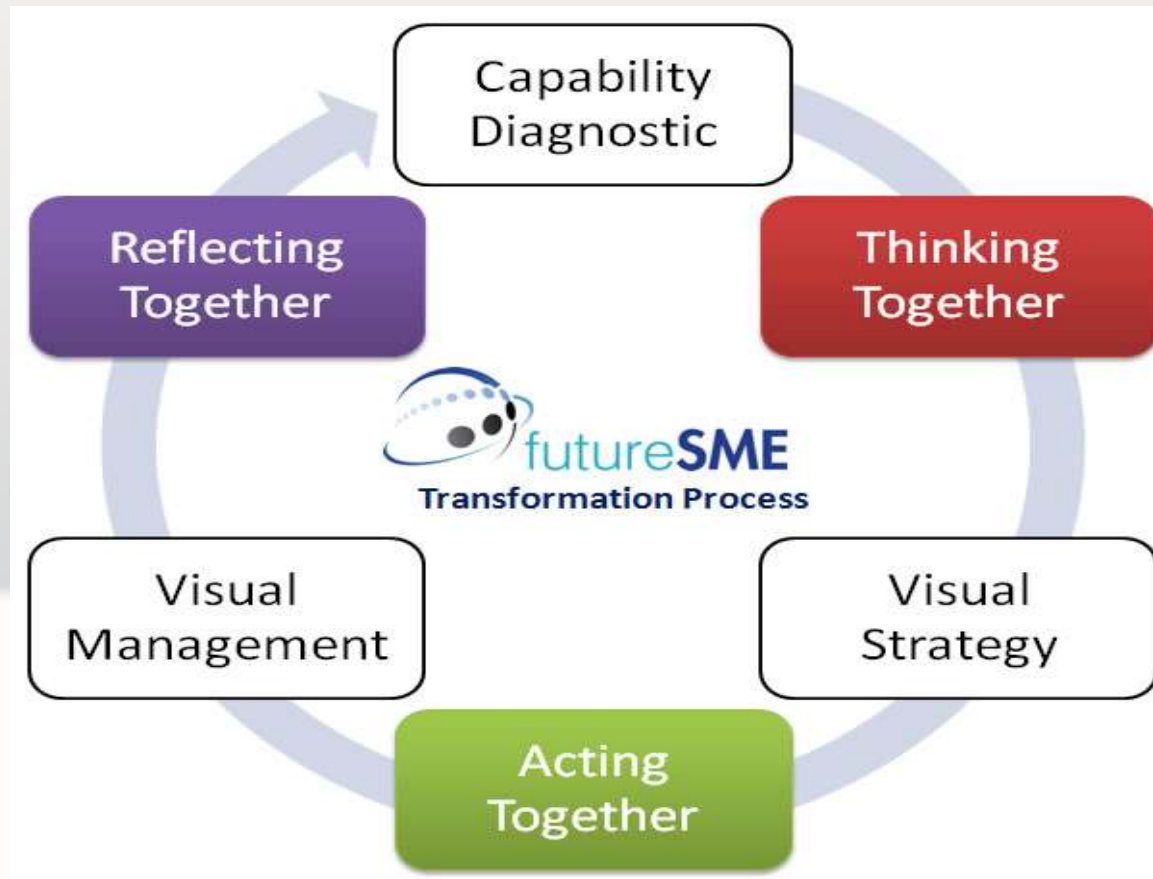 Capability
Diagnostic
Thinking
Together
Visual
Strategy
Acting
Together
Visual
Management
Reflecting
Together
futureSME
Transformation Process